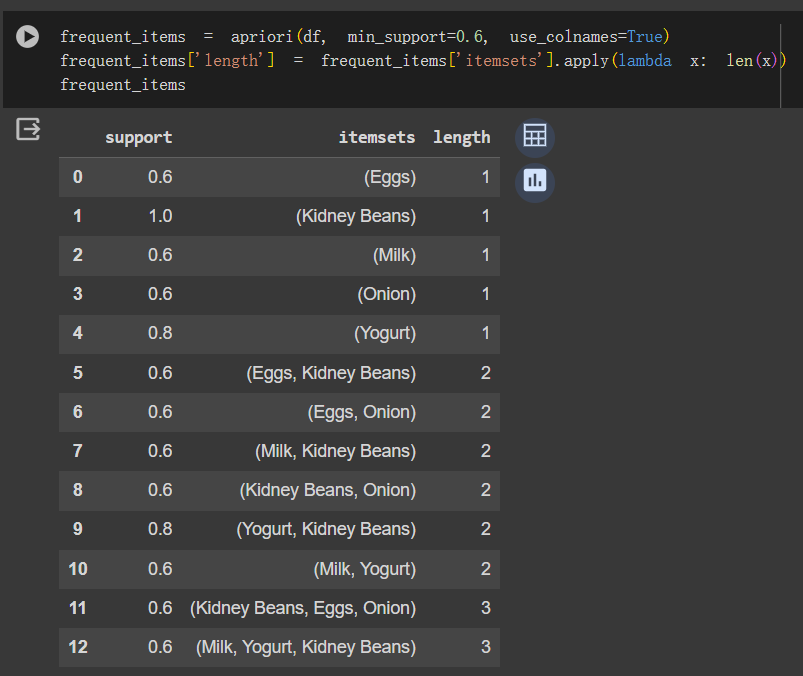 frequent_items = apriori(df, min_support=0.6, use_colnames=True)
frequent_items['length'] = frequent_items['itemsets'].apply(lambda x: len(x))
frequent_items
support itemsets length
0 0.6 (Eggs) 1
1 1.0 (Kidney Beans) 1
2 0.6 (Milk) 1
3 0.6 (Onion) 1
4 0.8 (Yogurt) 1
5 0.6 (Eggs, Kidney Beans) 2
6 0.6 (Eggs, Onion) 2
7 0.6 (Milk, Kidney Beans) 2
8 0.6 (Kidney Beans, Onion) 2
9 0.8 (Yogurt, Kidney Beans) 2
10 0.6 (Milk, Yogurt) 2
11 0.6 (Kidney Beans, Eggs, Onion) 3
12 0.6 (Milk, Yogurt, Kidney Beans) 3